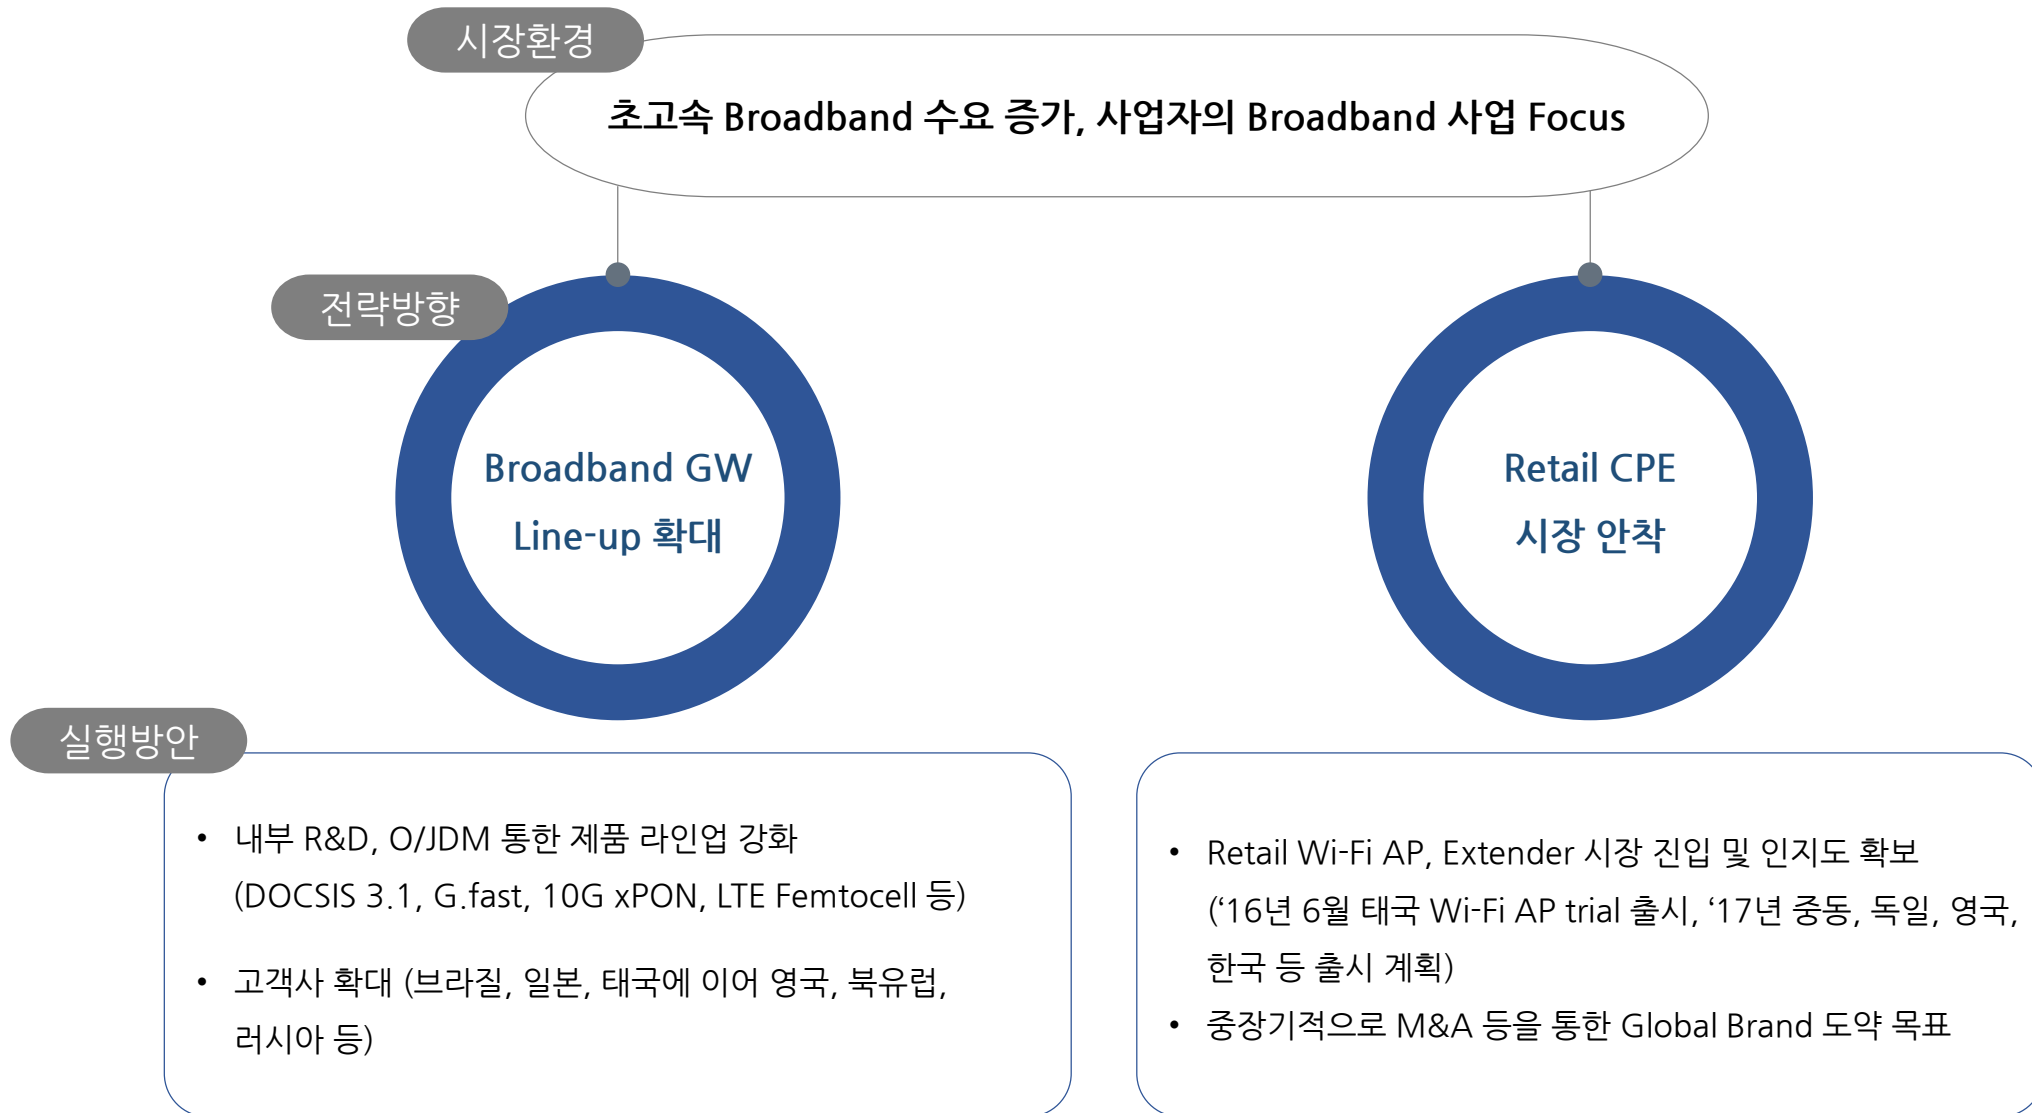 시장환경
초고속 Broadband 수요 증가, 사업자의 Broadband 사업 Focus
전략방향
Broadband GW
Line-up 확대
Retail CPE
시장 안착
실행방안
• 내부 R&D, O/JDM 통한 제품 라인업 강화
(DOCSIS 3.1, G.fast, 10G xPON, LTE Femtocell 등)
• 고객사 확대 (브라질, 일본, 태국에 이어 영국, 북유럽,
러시아 등)
• Retail Wi-Fi AP, Extender 시장 진입 및 인지도 확보
(‘16년 6월 태국 Wi-Fi AP trial 출시, ‘17년 중동, 독일, 영국,
한국 등 출시 계획)
• 중장기적으로 M&A 등을 통한 Global Brand 도약 목표